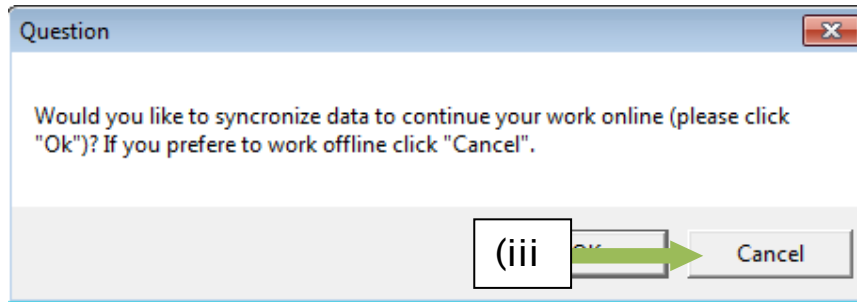 Question
Would you like to syncronize data to continue your work online (please click
"Ok")? If you prefere to work offline click "Cancel".
(iii
Cancel